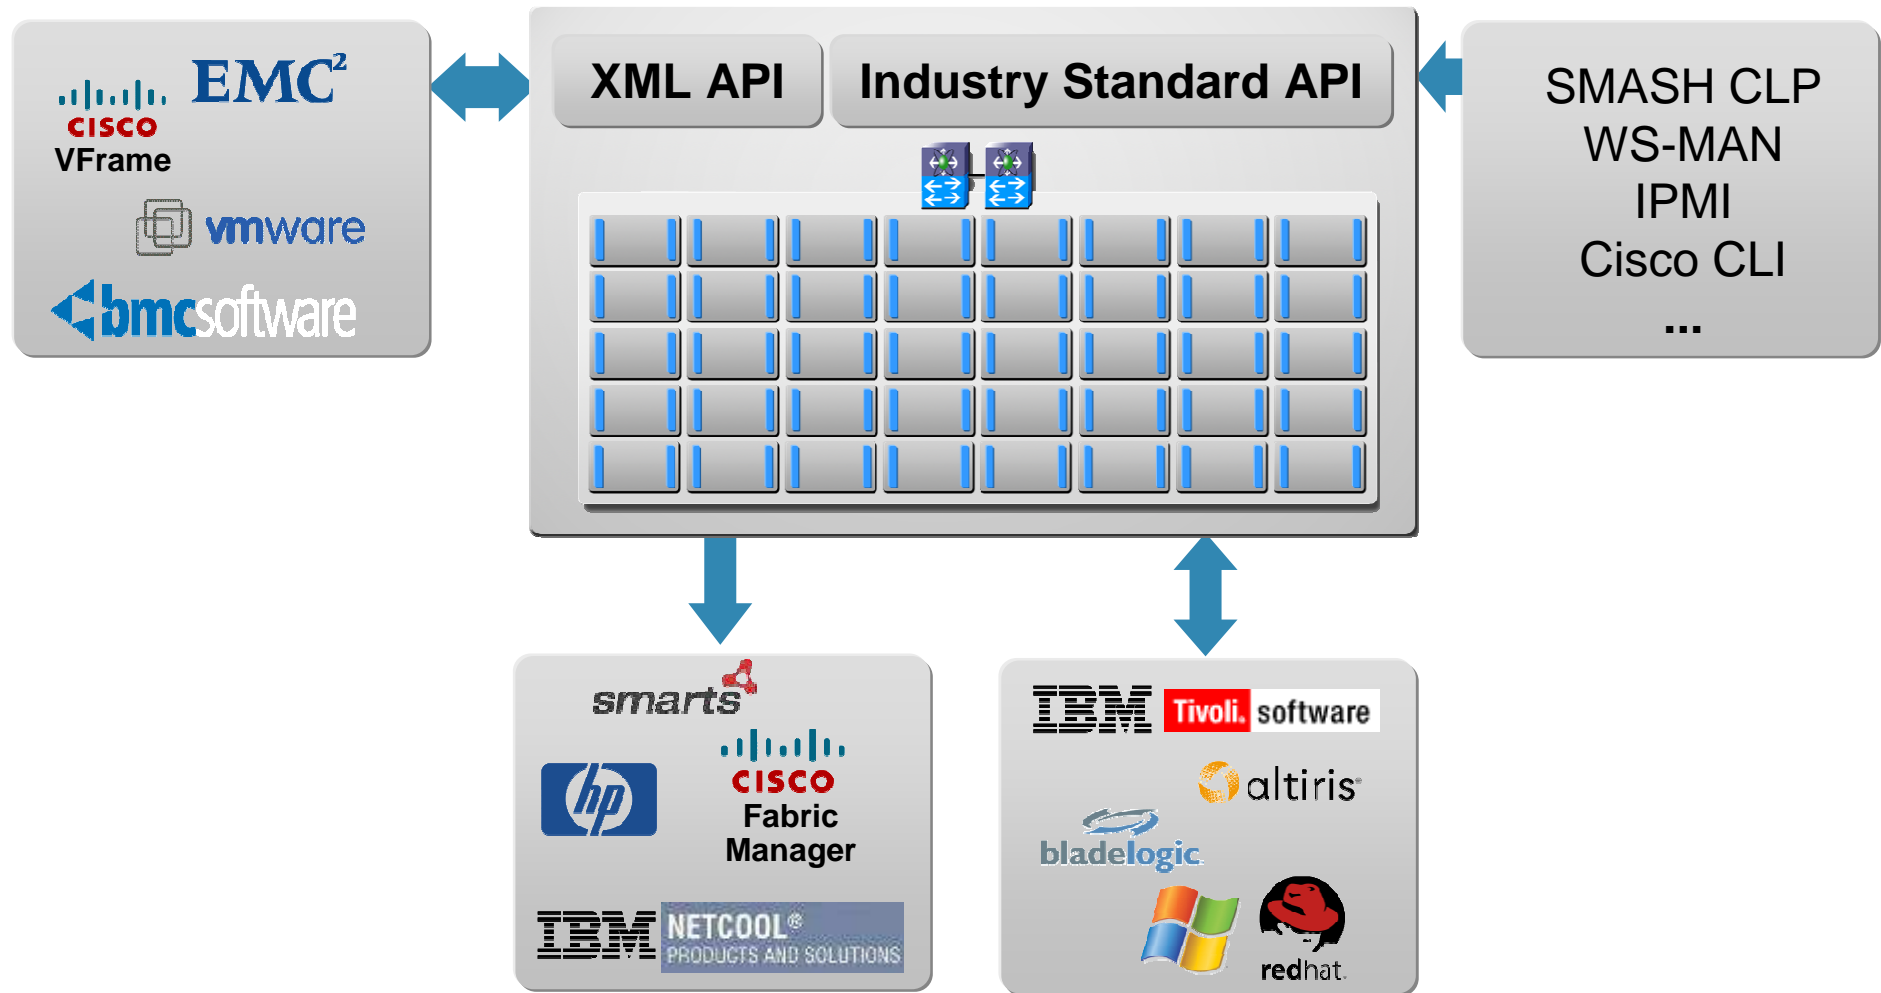 EMC²
CISCO
VFrame
vmware
bmcsoftware
XML API
Industry Standard API
SMASH CLP
WS-MAN
IPMI
Cisco CLI
...
smarts
hp
CISCO
Fabric
Manager
IBM
NETCOOL®
PRODUCTS AND SOLUTIONS
IBM
Tivoli. software
altiris®
bladelogic
redhat.